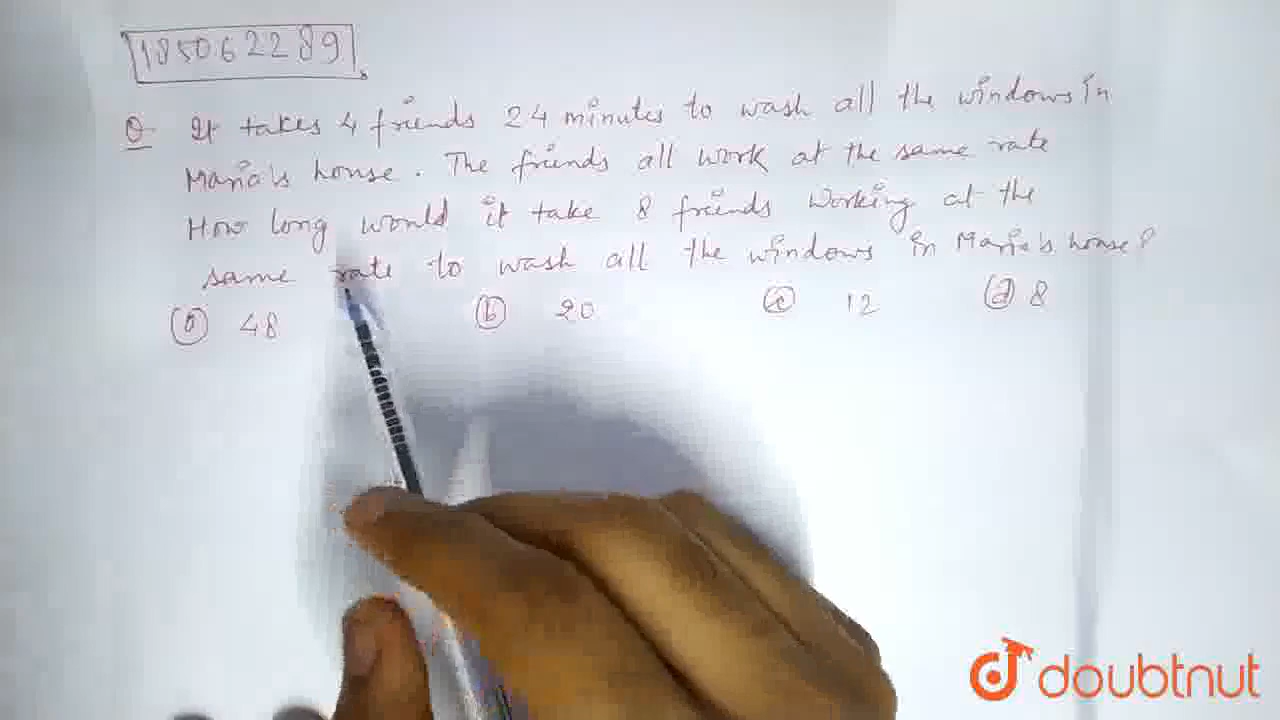 185062289
Q It takes 4 friends 24 minutes to wash all the windows in
Maria's house. The friends all work at the same rate
How long would it take 8 friends working at the
same rate to wash all the windows in Maria's house?
(a) 48 (b) 20 (c) 12 (d) 8
doubtnut